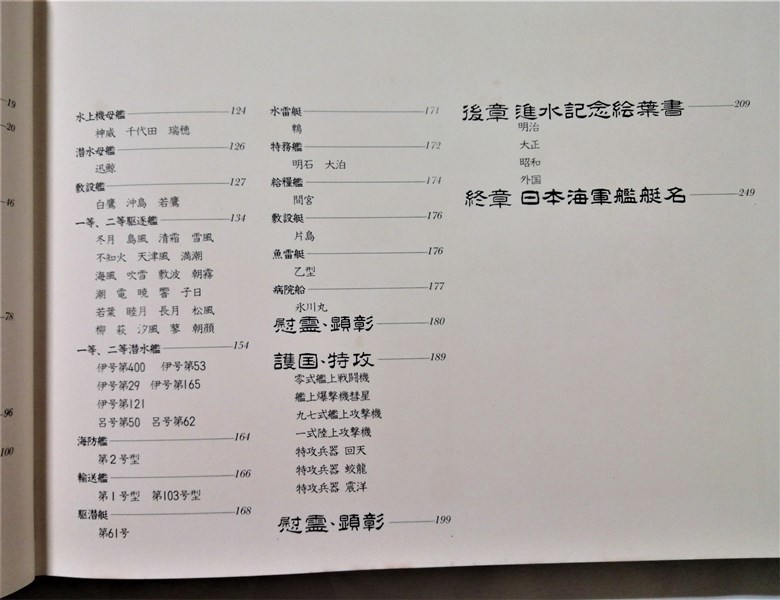 19
20
46
78
96
100
水上機母艦 124
神威 千代田 瑞穂
潜水母艦 126
迅鯨
敷設艦 127
白鷹 沖島 若鷹
一等、二等駆逐艦 134
冬月 島風 清霜 雪風
不知火 天津風 満潮
海風 吹雪 敷波 朝霧
潮 電 暁 響 子日
若葉 睦月 長月 松風
柳 萩 汐風 蓼 朝顔
一等、二等潜水艦 154
伊号第400 伊号第53
伊号第29 伊号第165
伊号第121
呂号第50 呂号第62
海防艦 164
第2号型
輸送艦 166
第1号型 第103号型
駆潜艇 168
第61号
水雷艇 171
鵯
特務艦 172
明石 大泊
給糧艦 174
間宮
敷設艇 176
片島
魚雷艇 176
乙型
病院船 177
氷川丸
慰霊、顕彰 180
護国、特攻 189
零式艦上戦闘機
艦上爆撃機彗星
九七式艦上攻撃機
一式陸上攻撃機
特攻兵器 回天
特攻兵器 蛟龍
特攻兵器 震洋
慰霊、顕彰 199
後章 進水記念絵葉書 209
明治
大正
昭和
外国
終章 日本海軍艦艇名 249